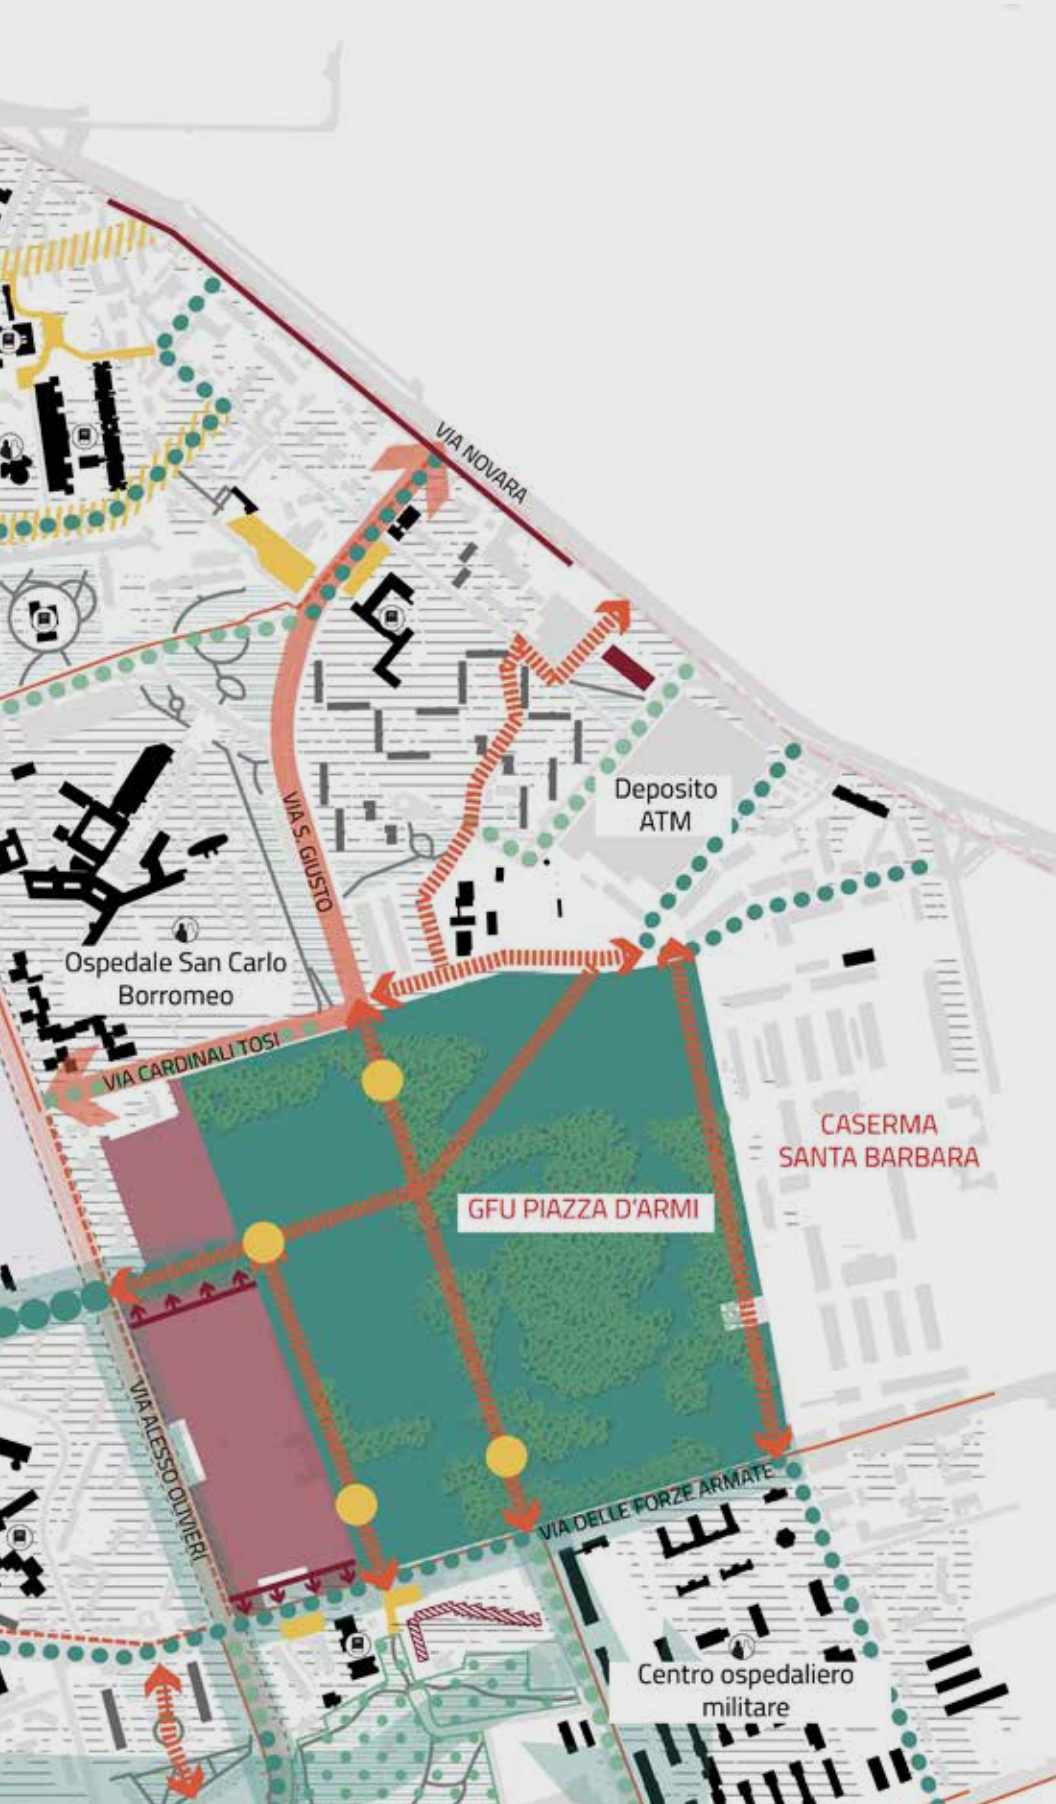 VIA NOVARA
Deposito
ATM
VIA S. GIUSTO
Ospedale San Carlo
Borromeo
VIA CARDINALI TOSI
CASERMA
SANTA BARBARA
GFU PIAZZA D'ARMI
VIA ALESSO OLIVIERI
VIA DELLE FORZE ARMATE
Centro ospedaliero
militare